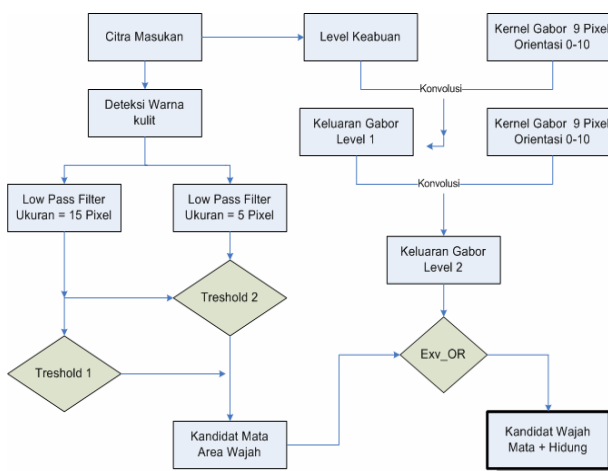 Citra Masukan
Level Keabuan
Kernel Gabor 9 Pixel
Orientasi 0-10
Konvolusi
Deteksi Warna
kulit
Keluaran Gabor
Level 1
Kernel Gabor 9 Pixel
Orientasi 0-10
Konvolusi
Low Pass Filter
Ukuran = 15 Pixel
Low Pass Filter
Ukuran = 5 Pixel
Keluaran Gabor
Level 2
Treshold 2
Treshold 1
Exv_OR
Kandidat Mata
Area Wajah
Kandidat Wajah
Mata + Hidung